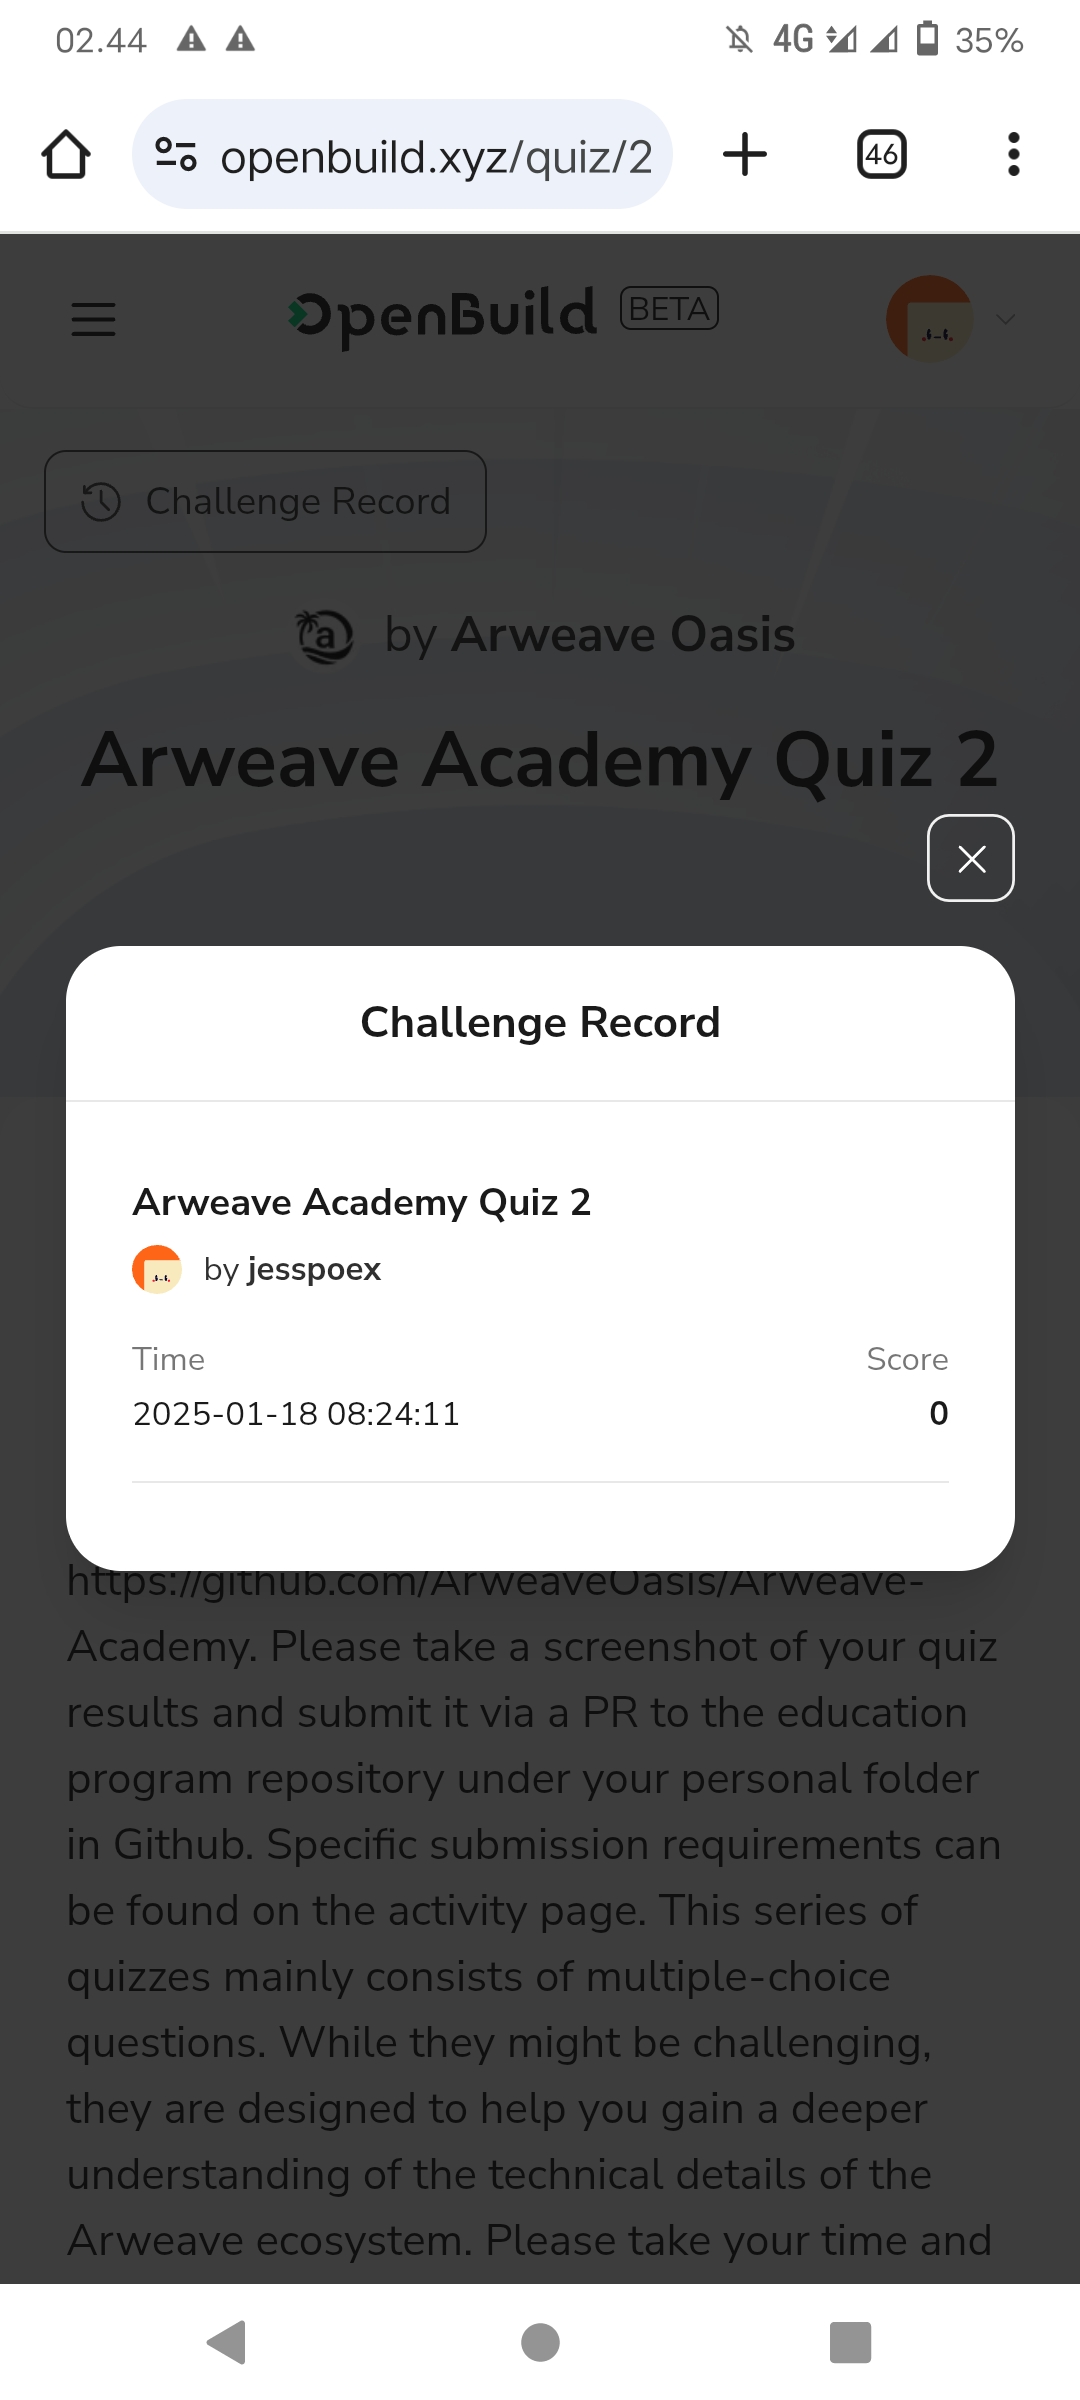 02.44
4G
35%
openbuild.xyz/quiz/2
46
OpenBuild BETA
Challenge Record
by Arweave Oasis
Arweave Academy Quiz 2
Challenge Record
Arweave Academy Quiz 2
by jesspoex
Time Score
2025-01-18 08:24:11 0
https://github.com/ArweaveOasis/Arweave-
Academy. Please take a screenshot of your quiz
results and submit it via a PR to the education
program repository under your personal folder
in Github. Specific submission requirements can
be found on the activity page. This series of
quizzes mainly consists of multiple-choice
questions. While they might be challenging,
they are designed to help you gain a deeper
understanding of the technical details of the
Arweave ecosystem. Please take your time and